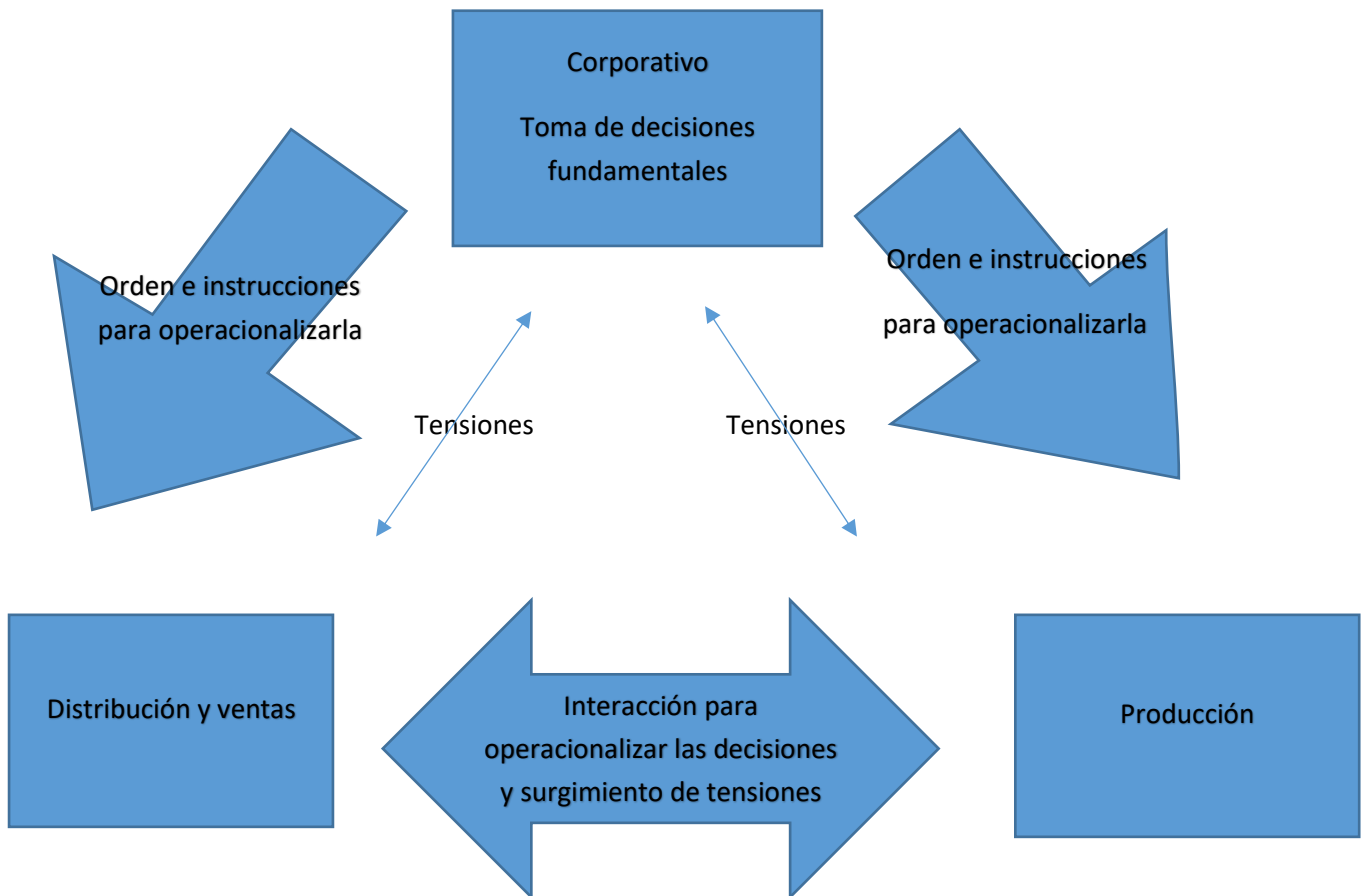 Corporativo
Toma de decisiones
fundamentales
Orden e instrucciones
para operacionalizarla
Orden e instrucciones
para operacionalizarla
Tensiones
Tensiones
Distribución y ventas
Interacción para
operacionalizar las decisiones
y surgimiento de tensiones
Producción